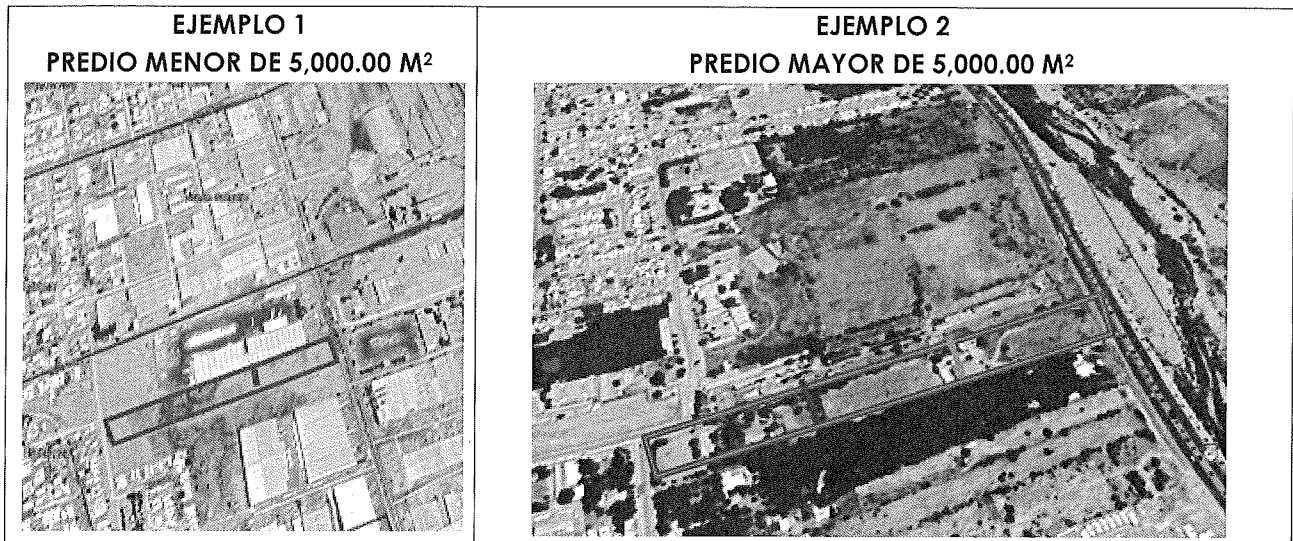 EJEMPLO 1
PREDIO MENOR DE 5,000.00 M²
EJEMPLO 2
PREDIO MAYOR DE 5,000.00 M²